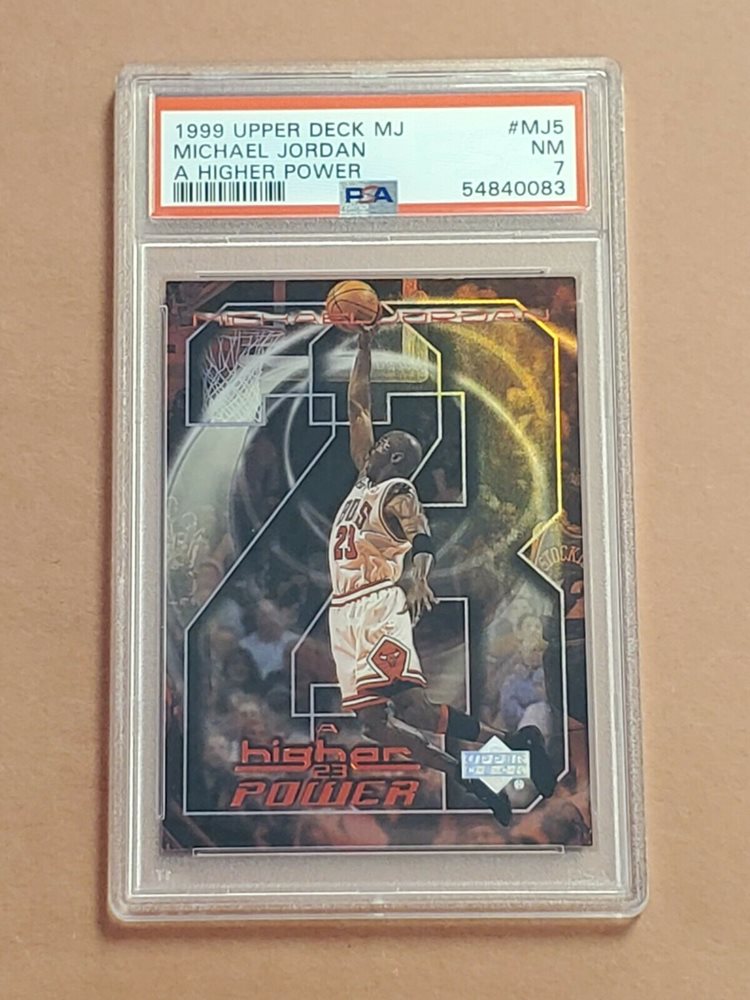 1999 UPPER DECK MJ #MJ5
MICHAEL JORDAN NM
A HIGHER POWER 7
PSA 54840083
MICHAEL JORDAN
23
STOCK
A
higher
23
POWER
UPPER
DECK